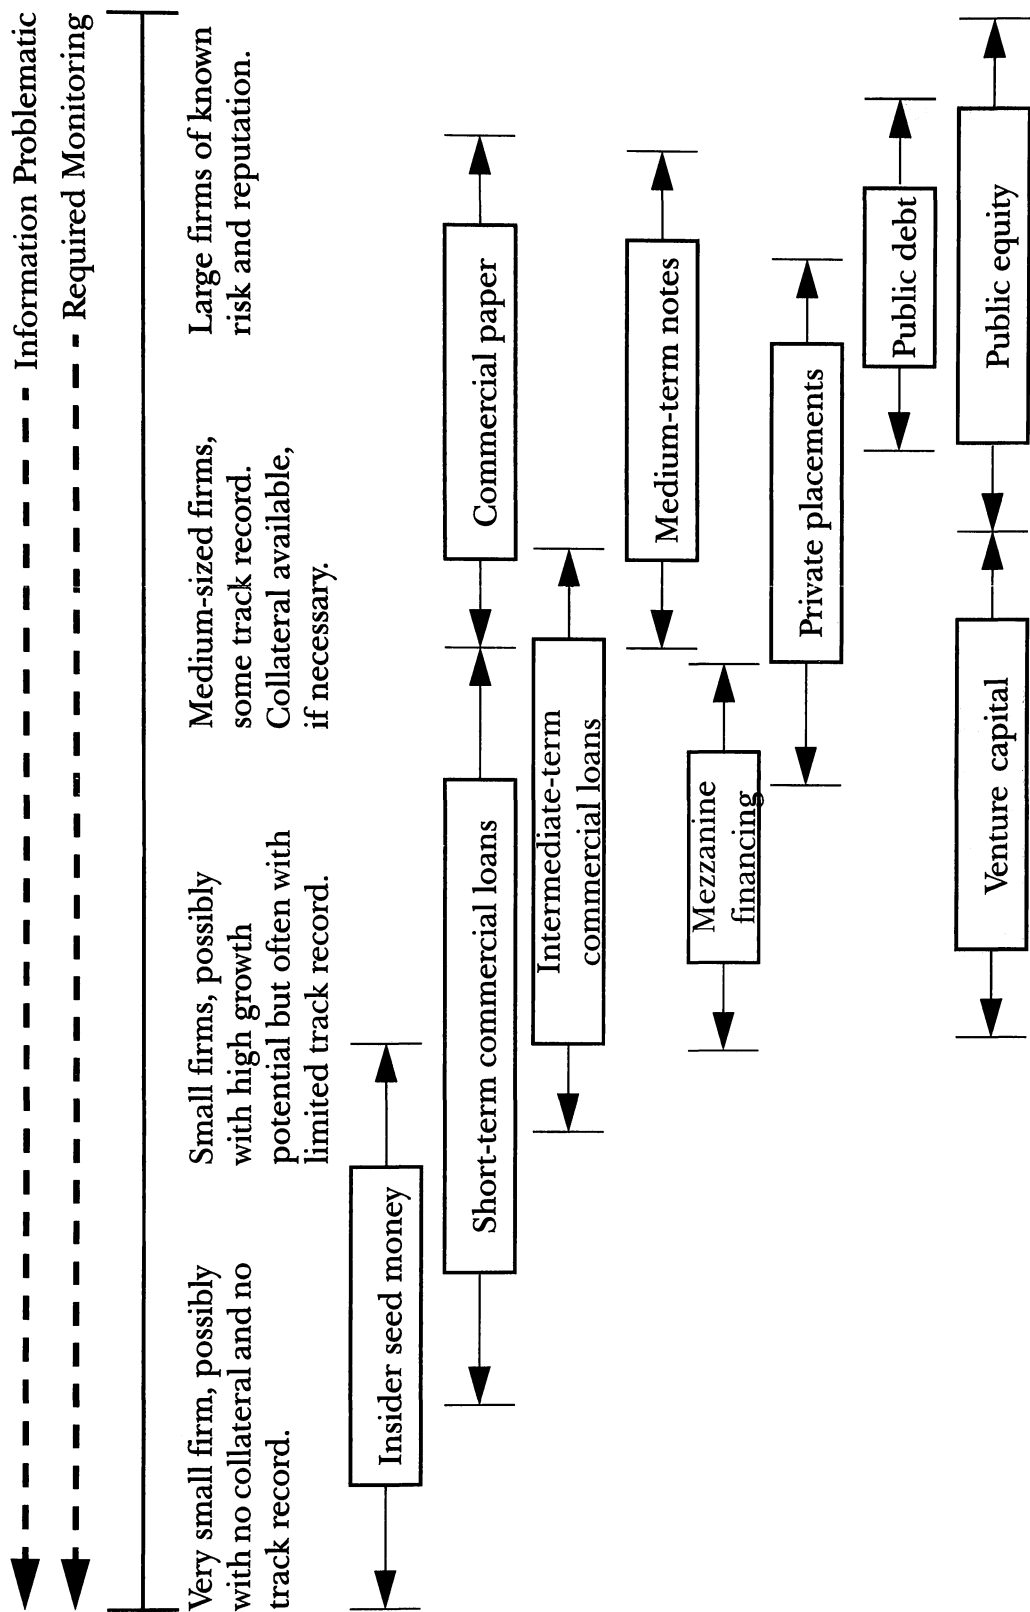 Information Problematic
Required Monitoring
Very small firm, possibly
with no collateral and no
track record.
Small firms, possibly
with high growth
potential but often with
limited track record.
Medium-sized firms,
some track record.
Collateral available,
if necessary.
Large firms of known
risk and reputation.
Insider seed money
Short-term commercial loans
Commercial paper
Intermediate-term
commercial loans
Medium-term notes
Mezzanine
financing
Private placements
Public debt
Venture capital
Public equity